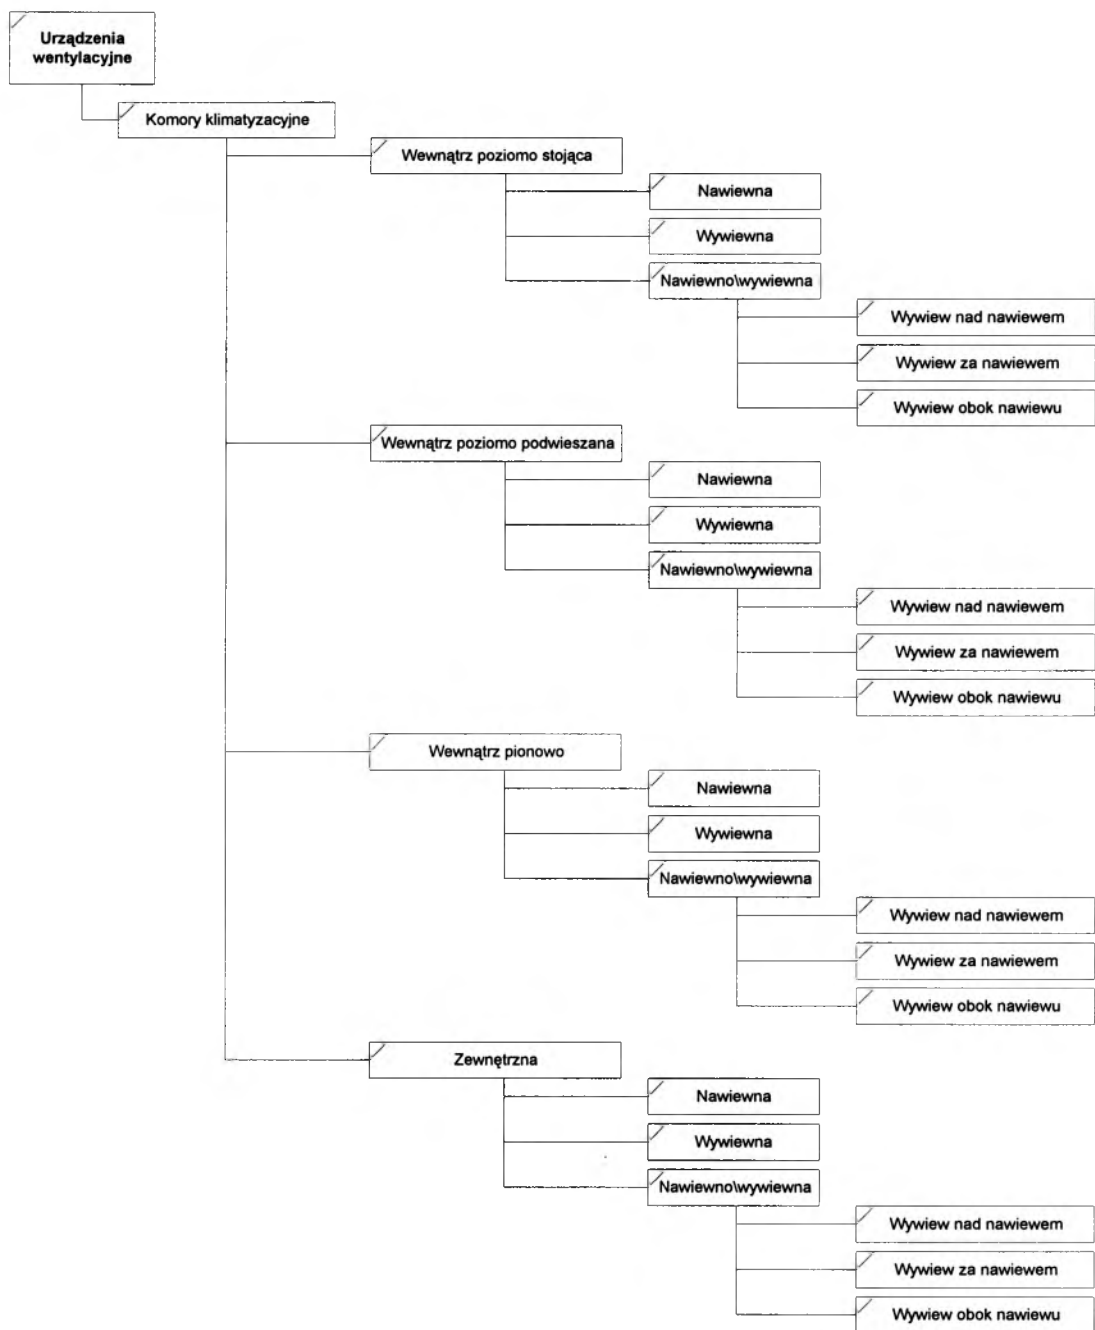 Urządzenia
wentylacyjne
Komory klimatyzacyjne
Wewnątrz poziomo stojąca
Nawiewna
Wywiewna
Nawiewno\wywiewna
Wywiew nad nawiewem
Wywiew za nawiewem
Wywiew obok nawiewu
Wewnątrz poziomo podwieszana
Nawiewna
Wywiewna
Nawiewno\wywiewna
Wywiew nad nawiewem
Wywiew za nawiewem
Wywiew obok nawiewu
Wewnątrz pionowo
Nawiewna
Wywiewna
Nawiewno\wywiewna
Wywiew nad nawiewem
Wywiew za nawiewem
Wywiew obok nawiewu
Zewnętrzna
Nawiewna
Wywiewna
Nawiewno\wywiewna
Wywiew nad nawiewem
Wywiew za nawiewem
Wywiew obok nawiewu